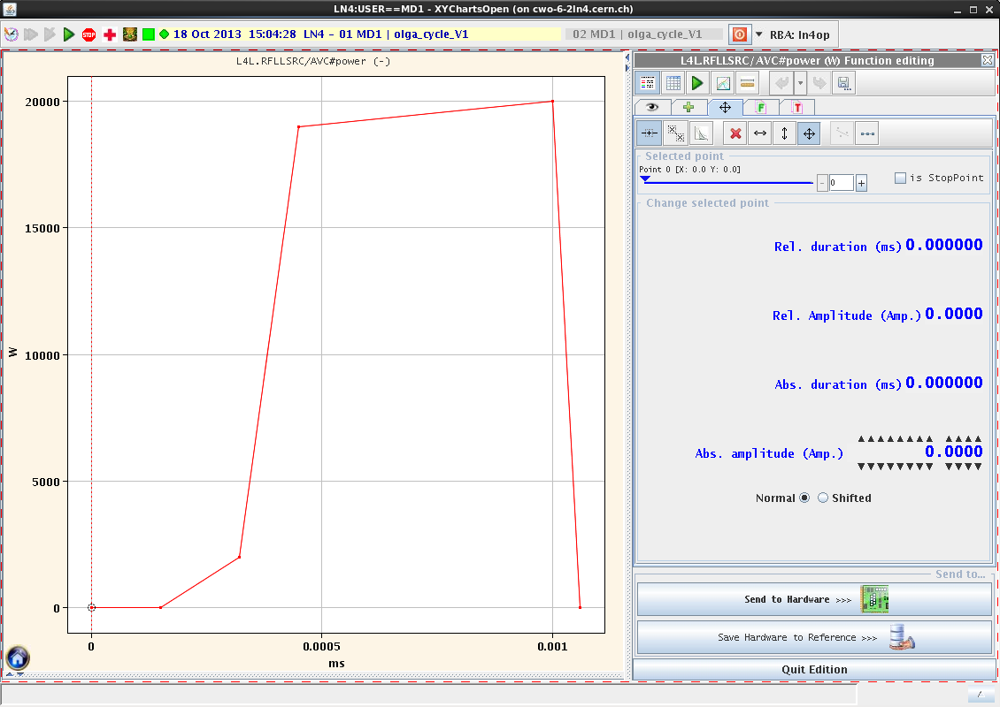 LN4:USER==MD1 - XYChartsOpen (on cwo-6-2ln4.cern.ch)
STOP 18 Oct 2013 15:04:28 LN4 - 01 MD1 | olga_cycle_V1 02 MD1 | olga_cycle_V1 RBA: ln4op
L4L.RFLLSRC/AVC#power (-)
20000
15000
10000
5000
0
W
0 0.0005 0.001
ms
L4L.RFLLSRC/AVC#power (W) Function editing
F T
Selected point
Point 0 [X: 0.0 Y: 0.0]
- 0 + is StopPoint
Change selected point
Rel. duration (ms) 0.000000
Rel. Amplitude (Amp.) 0.0000
Abs. duration (ms) 0.000000
Abs. amplitude (Amp.) 0.0000
Normal Shifted
Send to...
Send to Hardware >>>
Save Hardware to Reference >>>
Quit Edition